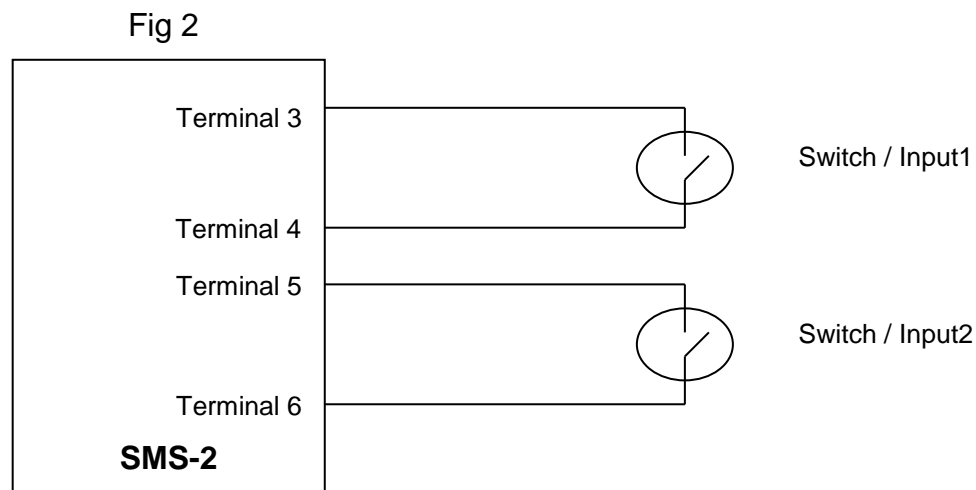 Fig 2
Terminal 3
Switch / Input1
Terminal 4
Terminal 5
Switch / Input2
Terminal 6
SMS-2